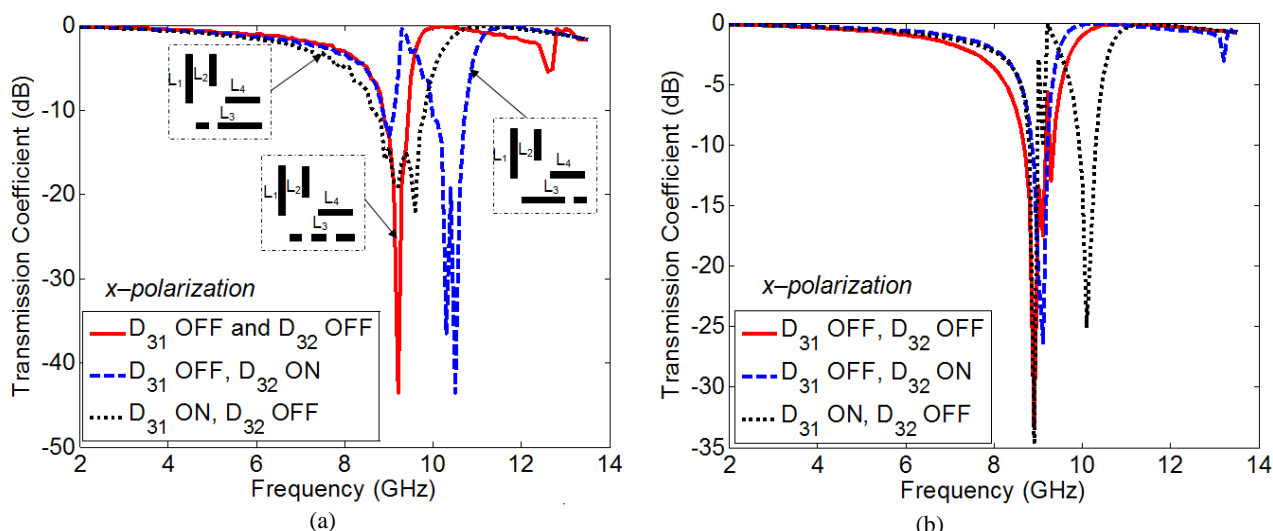 0
-10
-20
-30
-40
-50
Transmission Coefficient (dB)
L1
L2
L4
L3
L1
L2
L4
L3
L1
L2
L4
L3
x–polarization
D31 OFF and D32 OFF
D31 OFF, D32 ON
D31 ON, D32 OFF
2 4 6 8 10 12 14
Frequency (GHz)
(a)
0
-5
-10
-15
-20
-25
-30
-35
Transmission Coefficient (dB)
x–polarization
D31 OFF, D32 OFF
D31 OFF, D32 ON
D31 ON, D32 OFF
2 4 6 8 10 12 14
Frequency (GHz)
(b)